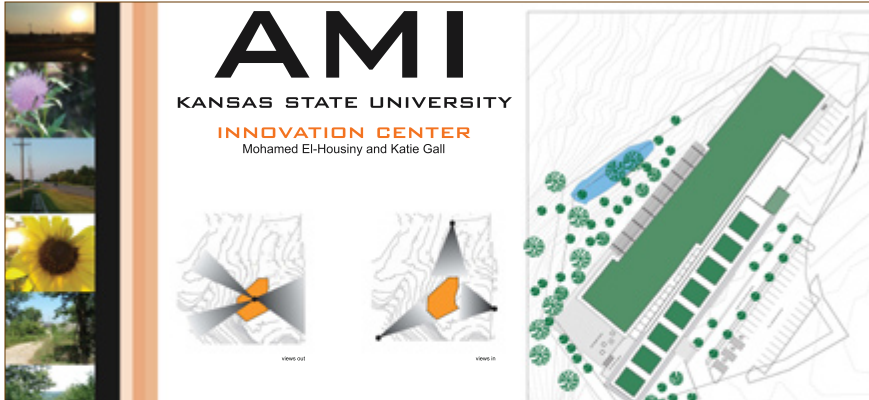 AMI
KANSAS STATE UNIVERSITY
INNOVATION CENTER
Mohamed El-Housiny and Katie Gall
views out
views in